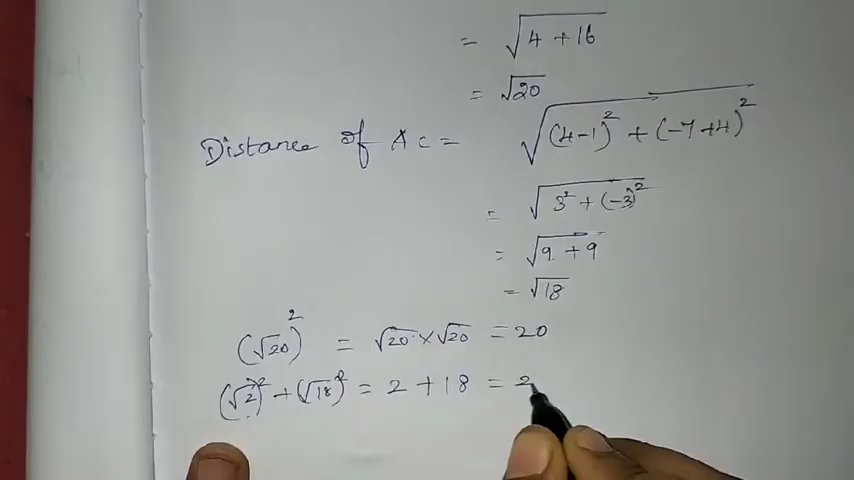 = √(4 + 16)
= √20
Distance of AC = √((4-1)² + (-7+4)²)
= √(3² + (-3)²)
= √(9 + 9)
= √18
(√20)² = √20 × √20 = 20
(√2)² + (√18)² = 2 + 18 = 2